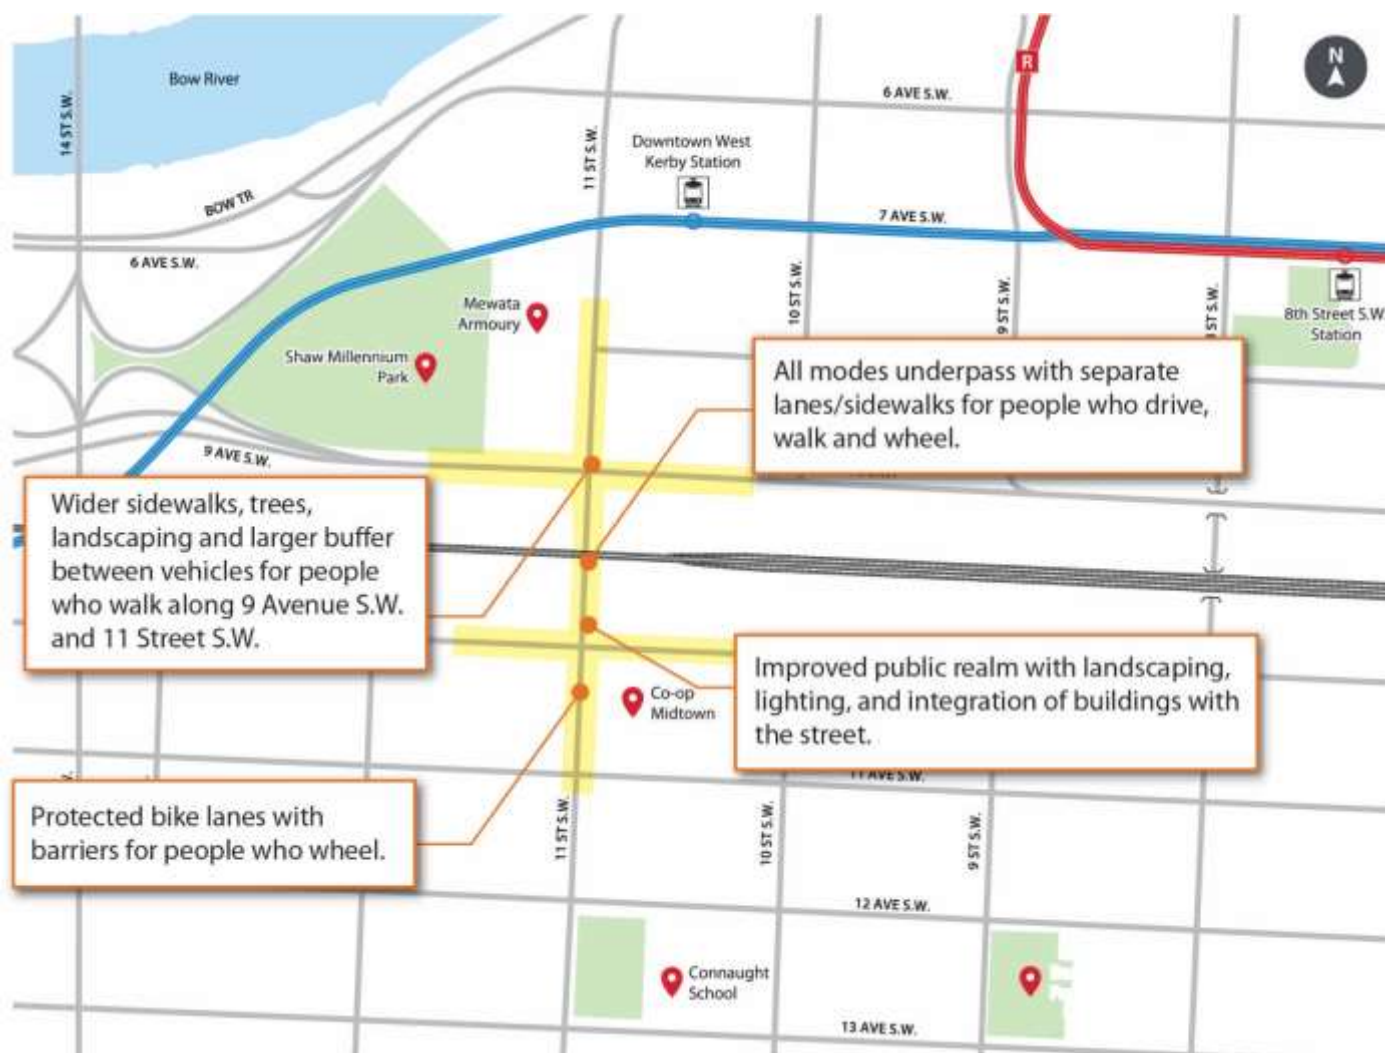 Bow River
14 ST S.W.
N
6 AVE S.W.
R
11 ST S.W.
Downtown West
Kerby Station
BOW TR
7 AVE S.W.
6 AVE S.W.
10 ST S.W.
9 ST S.W.
ST S.W.
Mewata
Armoury
8th Street S.W.
Station
Shaw Millennium
Park
All modes underpass with separate
lanes/sidewalks for people who drive,
walk and wheel.
9 AVE S.W.
Wider sidewalks, trees,
landscaping and larger buffer
between vehicles for people
who walk along 9 Avenue S.W.
and 11 Street S.W.
Improved public realm with landscaping,
lighting, and integration of buildings with
the street.
Co-op
Midtown
11 AVE S.W.
Protected bike lanes with
barriers for people who wheel.
11 ST S.W.
10 ST S.W.
9 ST S.W.
12 AVE S.W.
Connaught
School
13 AVE S.W.